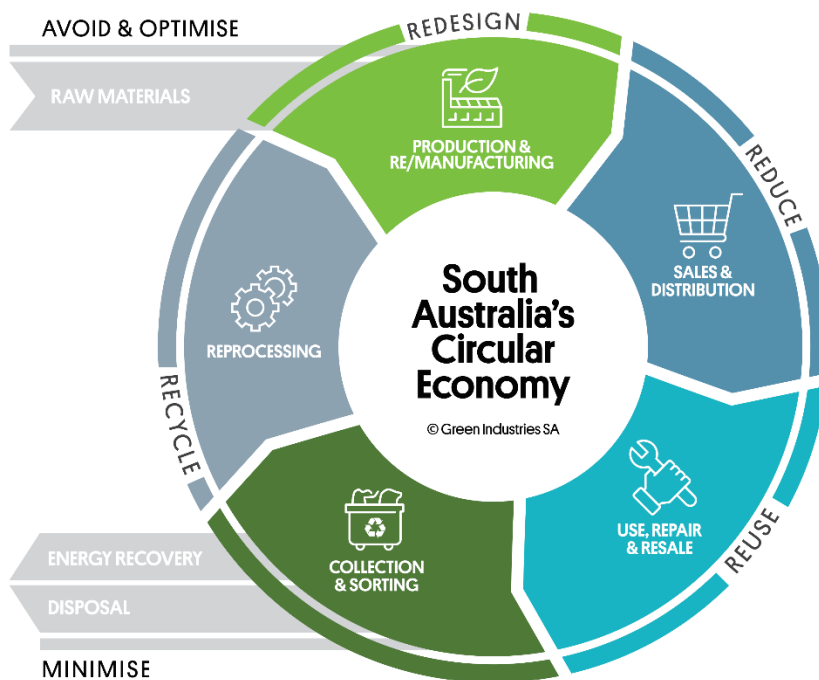 AVOID & OPTIMISE
RAW MATERIALS
REDESIGN
PRODUCTION &
RE/MANUFACTURING
REDUCE
SALES &
DISTRIBUTION
REUSE
USE, REPAIR
& RESALE
COLLECTION
& SORTING
RECYCLE
REPROCESSING
South
Australia's
Circular
Economy
© Green Industries SA
ENERGY RECOVERY
DISPOSAL
MINIMISE